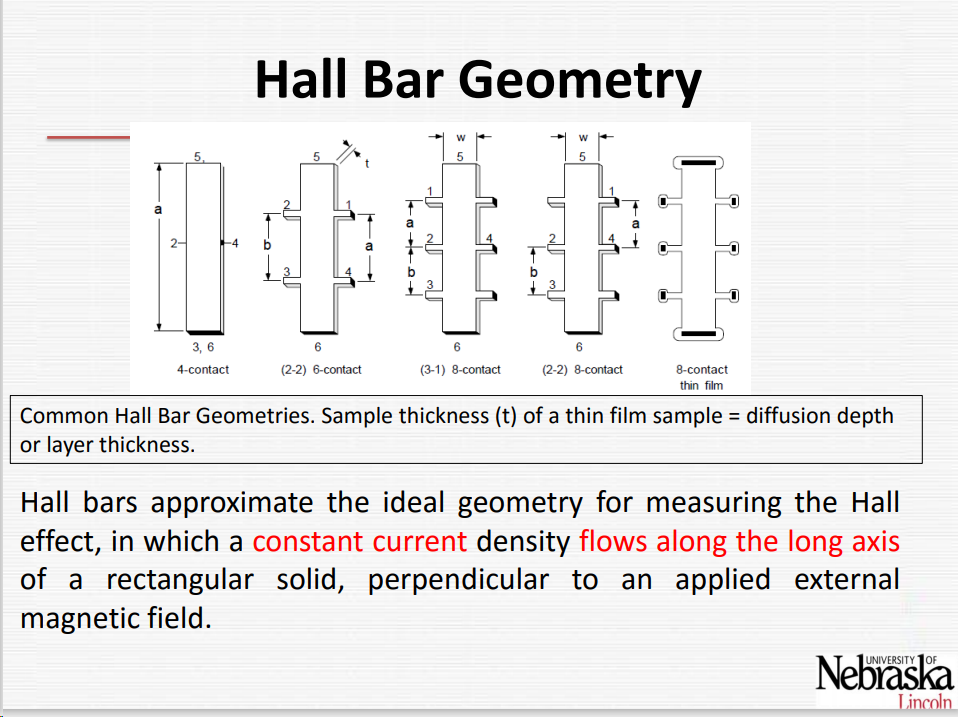 Hall Bar Geometry
w w
5, 5 t 5 5
1 1
a 2 1 a a
2 4 b a 2 4 2 4
3 4 b 3 b 3
3, 6 6 6 6
4-contact (2-2) 6-contact (3-1) 8-contact (2-2) 8-contact 8-contact
thin film
Common Hall Bar Geometries. Sample thickness (t) of a thin film sample = diffusion depth
or layer thickness.
Hall bars approximate the ideal geometry for measuring the Hall
effect, in which a constant current density flows along the long axis
of a rectangular solid, perpendicular to an applied external
magnetic field.
UNIVERSITY OF
Nebraska
Lincoln